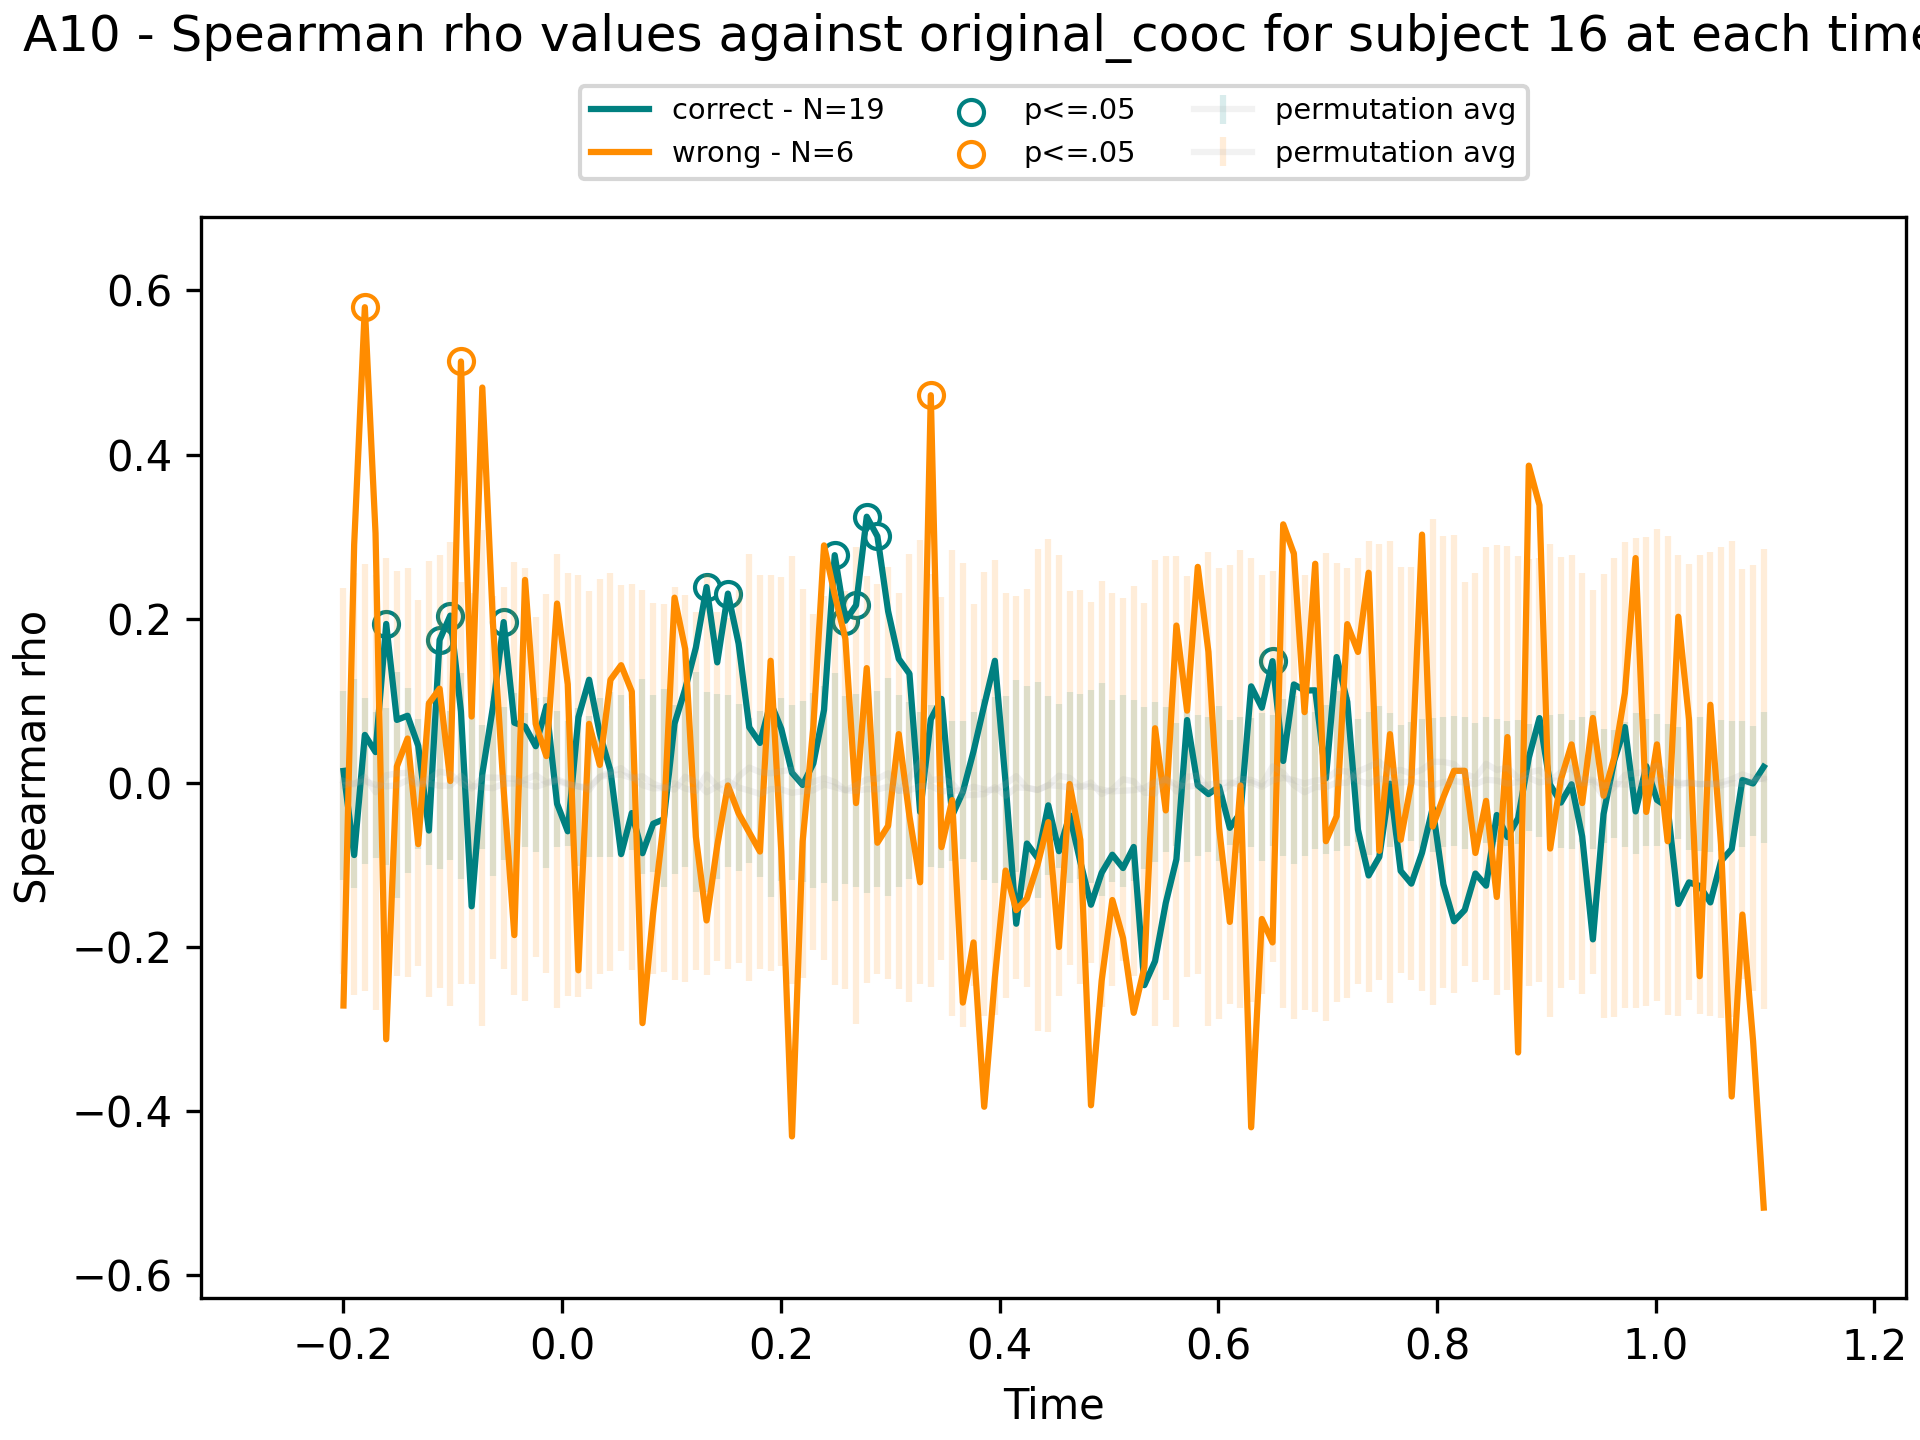 A10 - Spearman rho values against original_cooc for subject 16 at each time
correct - N=19
wrong - N=6
p<=.05
p<=.05
permutation avg
permutation avg
Spearman rho
0.6
0.4
0.2
0.0
−0.2
−0.4
−0.6
−0.2 0.0 0.2 0.4 0.6 0.8 1.0 1.2
Time